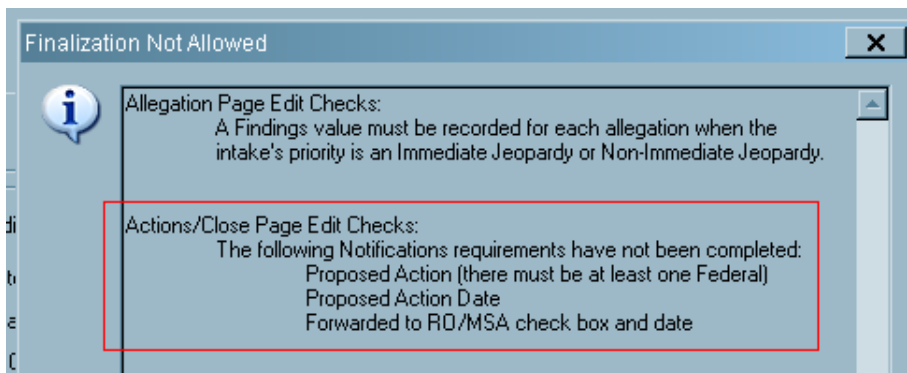 Finalization Not Allowed
Allegation Page Edit Checks:
A Findings value must be recorded for each allegation when the
intake's priority is an Immediate Jeopardy or Non-Immediate Jeopardy.
Actions/Close Page Edit Checks:
The following Notifications requirements have not been completed:
Proposed Action (there must be at least one Federal)
Proposed Action Date
Forwarded to RO/MSA check box and date